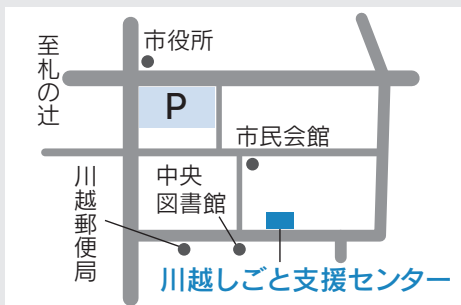 至札の辻
市役所
P
市民会館
中央
図書館
川越郵便局
川越しごと支援センター